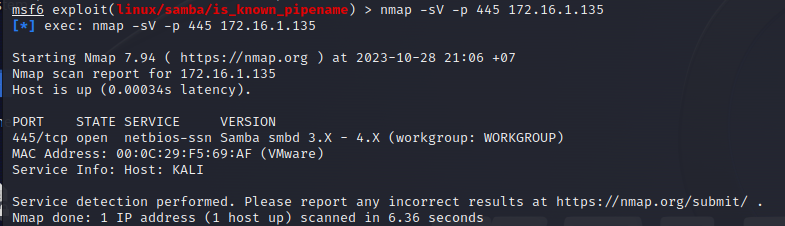 msf6 exploit(linux/samba/is_known_pipename) > nmap -sV -p 445 172.16.1.135
[*] exec: nmap -sV -p 445 172.16.1.135
Starting Nmap 7.94 ( https://nmap.org ) at 2023-10-28 21:06 +07
Nmap scan report for 172.16.1.135
Host is up (0.00034s latency).
PORT    STATE SERVICE     VERSION
445/tcp open  netbios-ssn Samba smbd 3.X - 4.X (workgroup: WORKGROUP)
MAC Address: 00:0C:29:F5:69:AF (VMware)
Service Info: Host: KALI
Service detection performed. Please report any incorrect results at https://nmap.org/submit/ .
Nmap done: 1 IP address (1 host up) scanned in 6.36 seconds